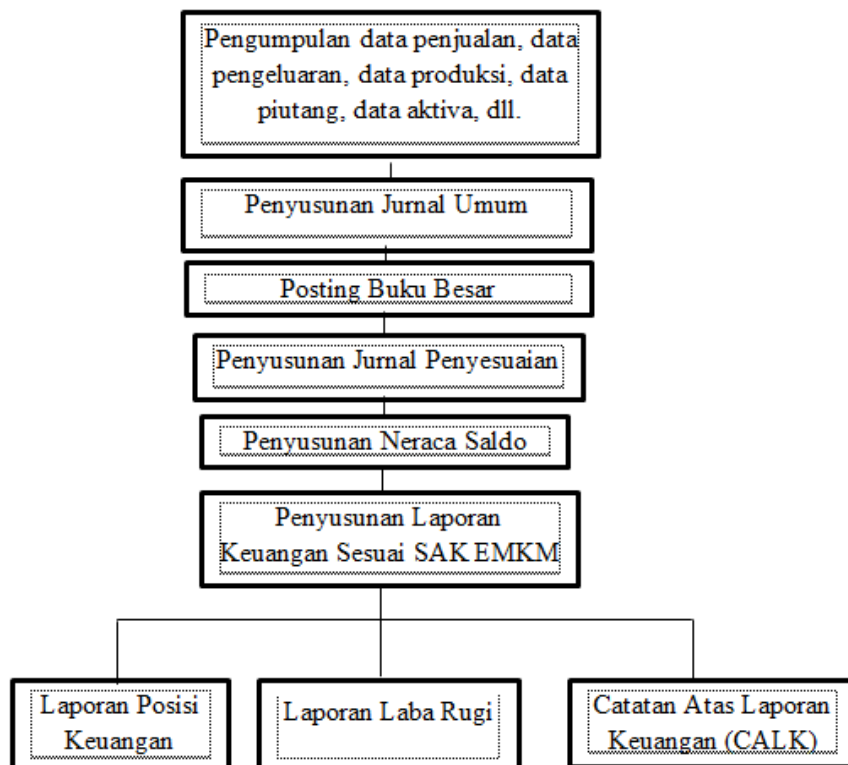 Pengumpulan data penjualan, data
pengeluaran, data produksi, data
piutang, data aktiva, dll.
Penyusunan Jurnal Umum
Posting Buku Besar
Penyusunan Jurnal Penyesuaian
Penyusunan Neraca Saldo
Penyusunan Laporan
Keuangan Sesuai SAK EMKM
Laporan Posisi
Keuangan
Laporan Laba Rugi
Catatan Atas Laporan
Keuangan (CALK)